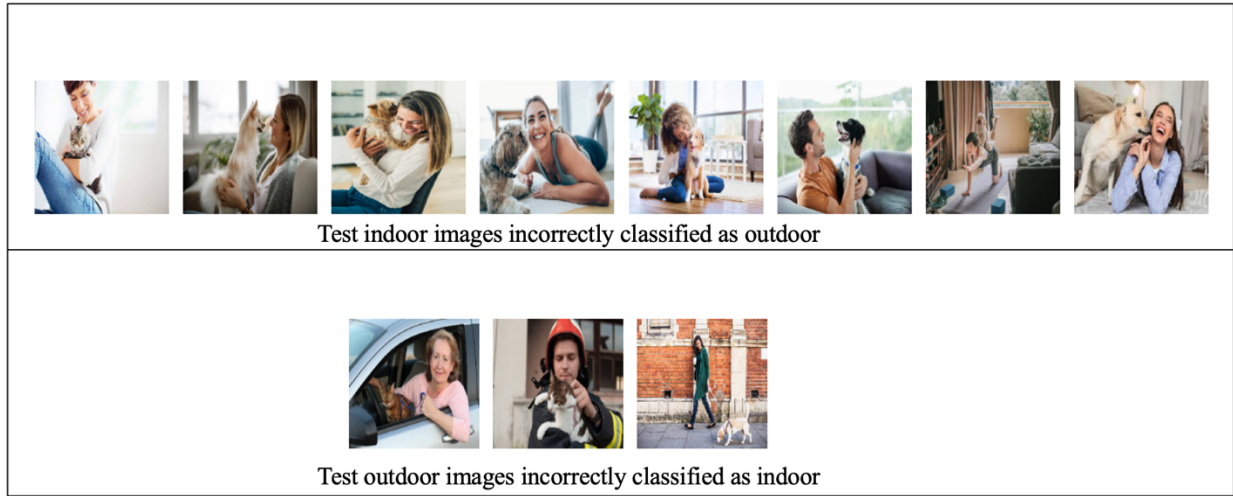 Test indoor images incorrectly classified as outdoor
Test outdoor images incorrectly classified as indoor